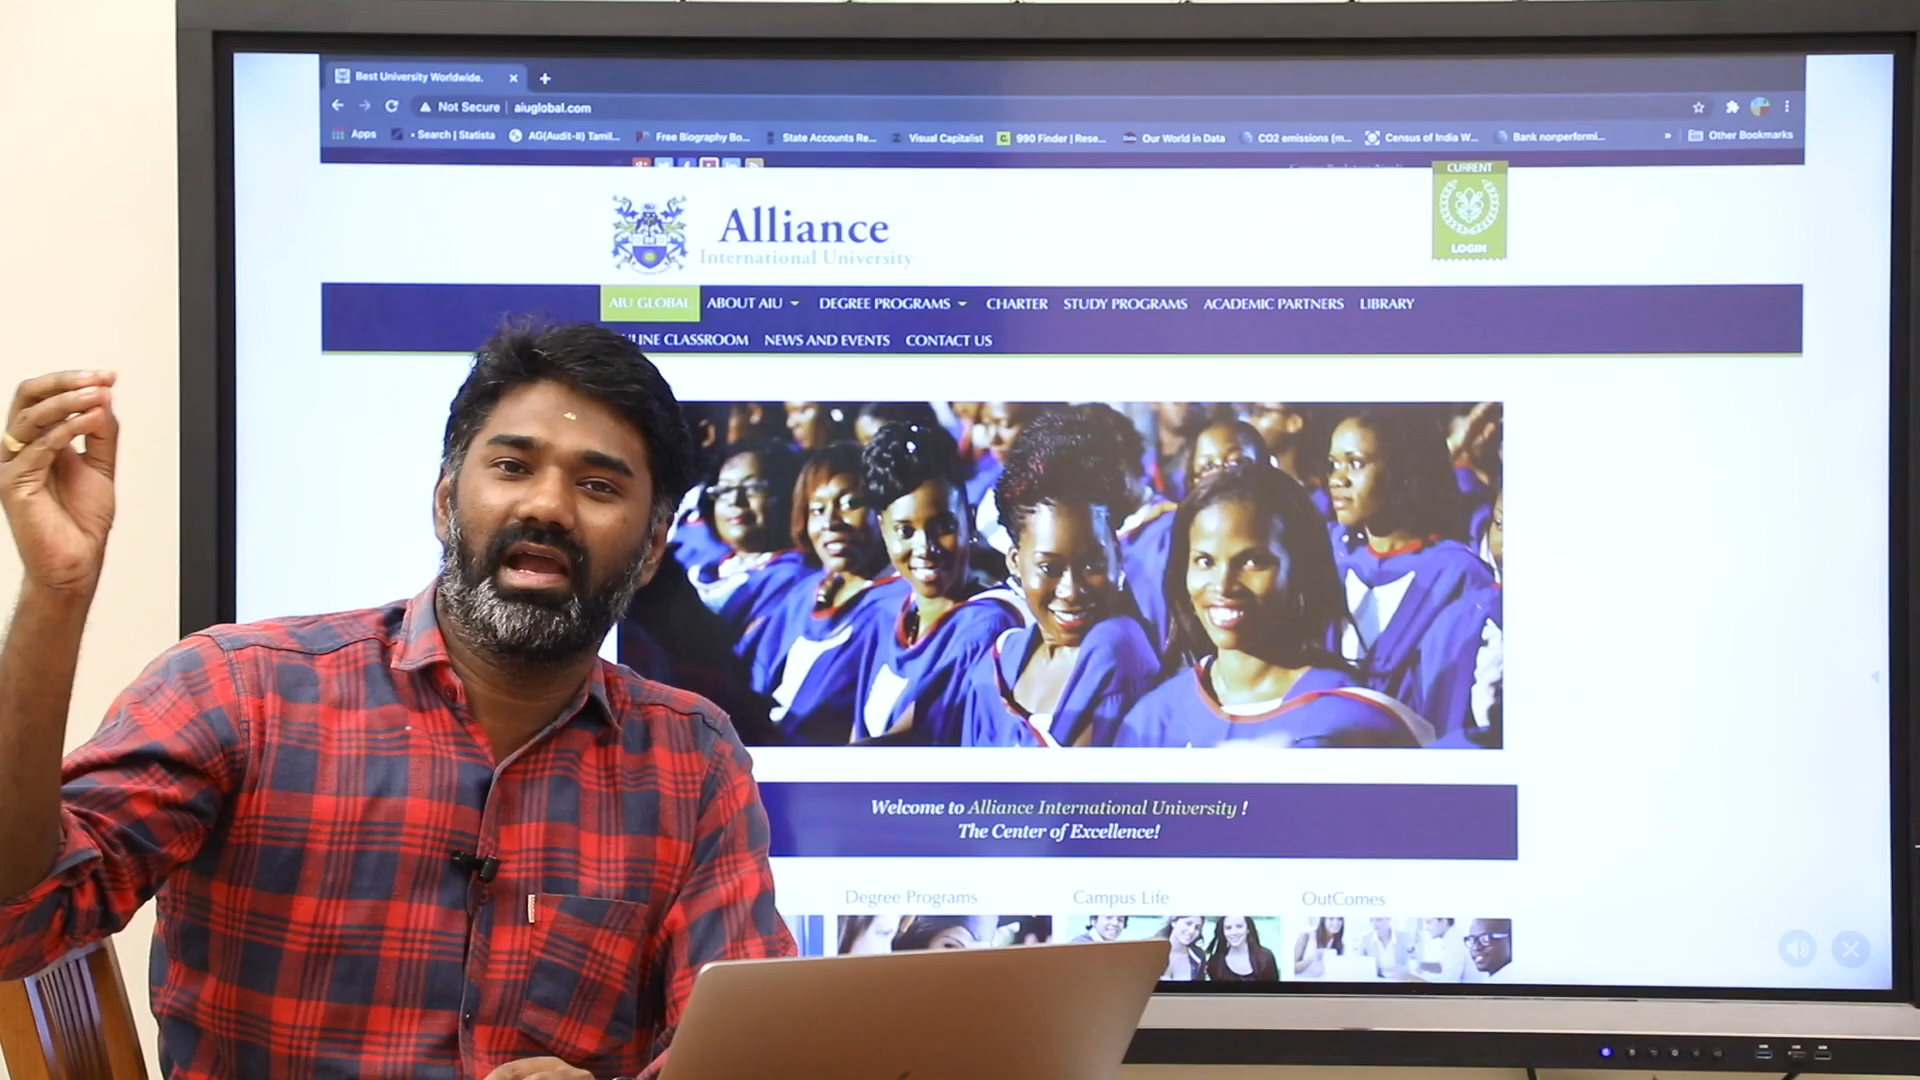 Best University Worldwide.
Not Secure | aiuglobal.com
Apps
• Search | Statista
AG(Audit-II) Tamil...
Free Biography Bo...
State Accounts Re...
Visual Capitalist
990 Finder | Rese...
Our World in Data
CO2 emissions (m...
Census of India W...
Bank nonperformi...
»
Other Bookmarks
CURRENT
LOGIN
Alliance
International University
AIU GLOBAL ABOUT AIU DEGREE PROGRAMS CHARTER STUDY PROGRAMS ACADEMIC PARTNERS LIBRARY
CLASSROOM NEWS AND EVENTS CONTACT US
Welcome to Alliance International University !
The Center of Excellence!
Degree Programs Campus Life OutComes